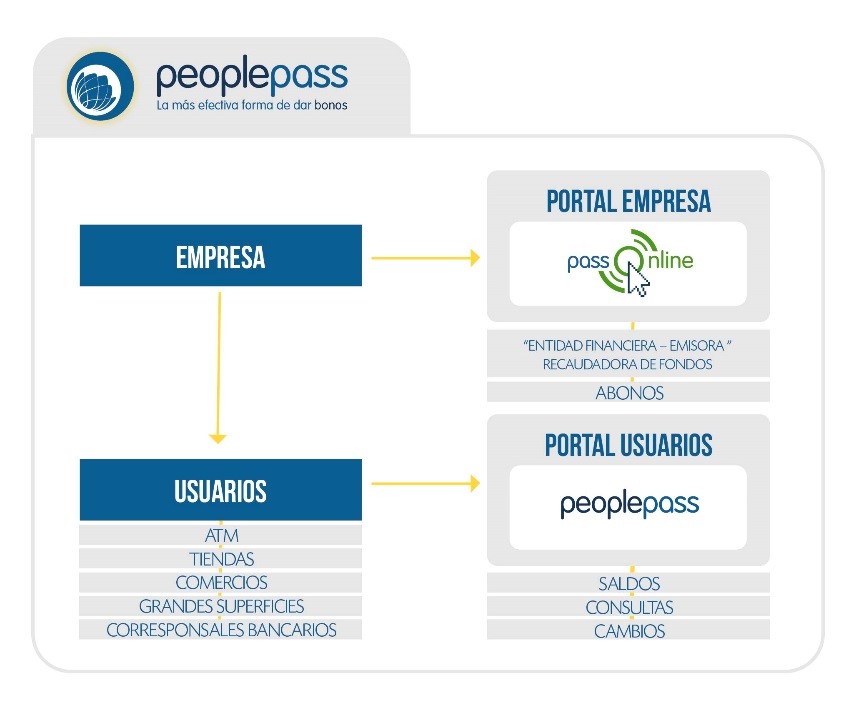 peoplepass
La más efectiva forma de dar bonos
EMPRESA
PORTAL EMPRESA
pass Online
"ENTIDAD FINANCIERA – EMISORA "
RECAUDADORA DE FONDOS
ABONOS
USUARIOS
ATM
TIENDAS
COMERCIOS
GRANDES SUPERFICIES
CORRESPONSALES BANCARIOS
PORTAL USUARIOS
peoplepass
SALDOS
CONSULTAS
CAMBIOS